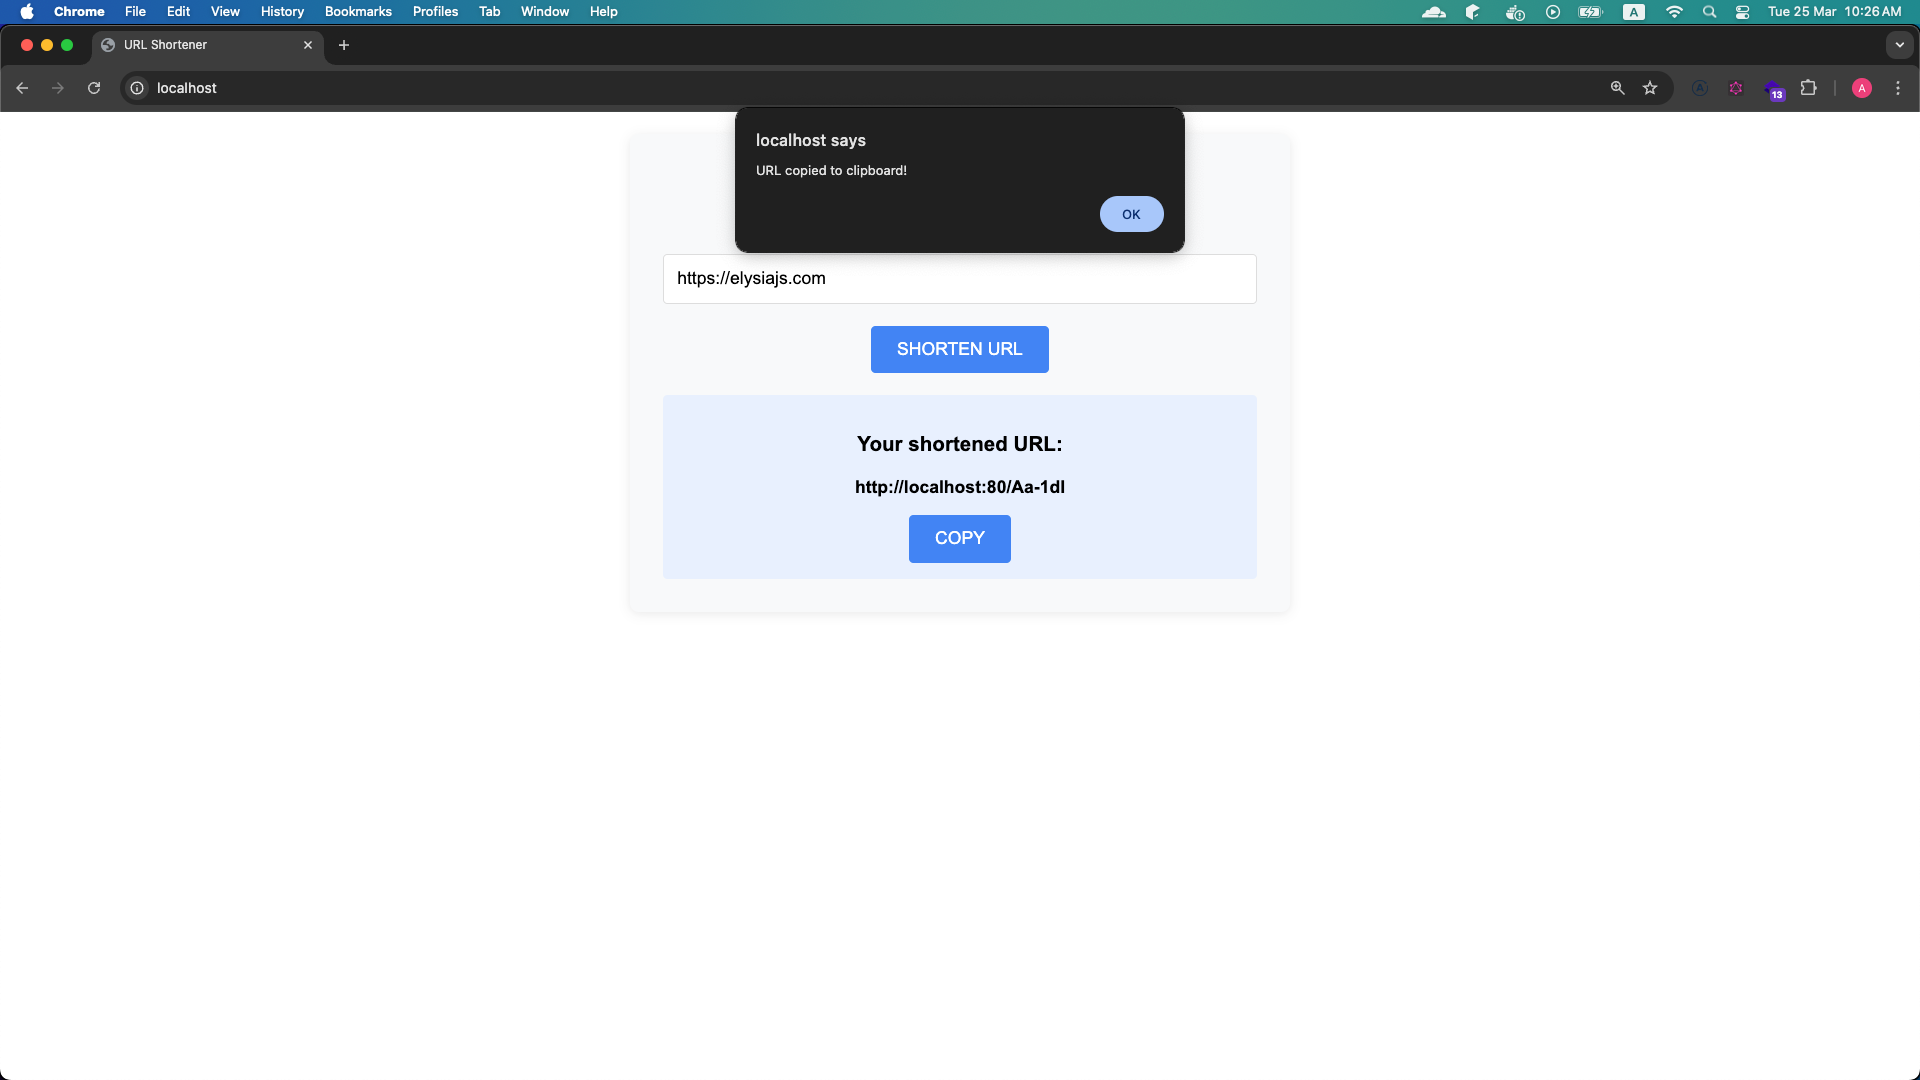 Chrome File Edit View History Bookmarks Profiles Tab Window Help A Tue 25 Mar 10:26 AM
URL Shortener
localhost A 13 A
localhost says
URL copied to clipboard!
OK
https://elysiajs.com
SHORTEN URL
Your shortened URL:
http://localhost:80/Aa-1dI
COPY